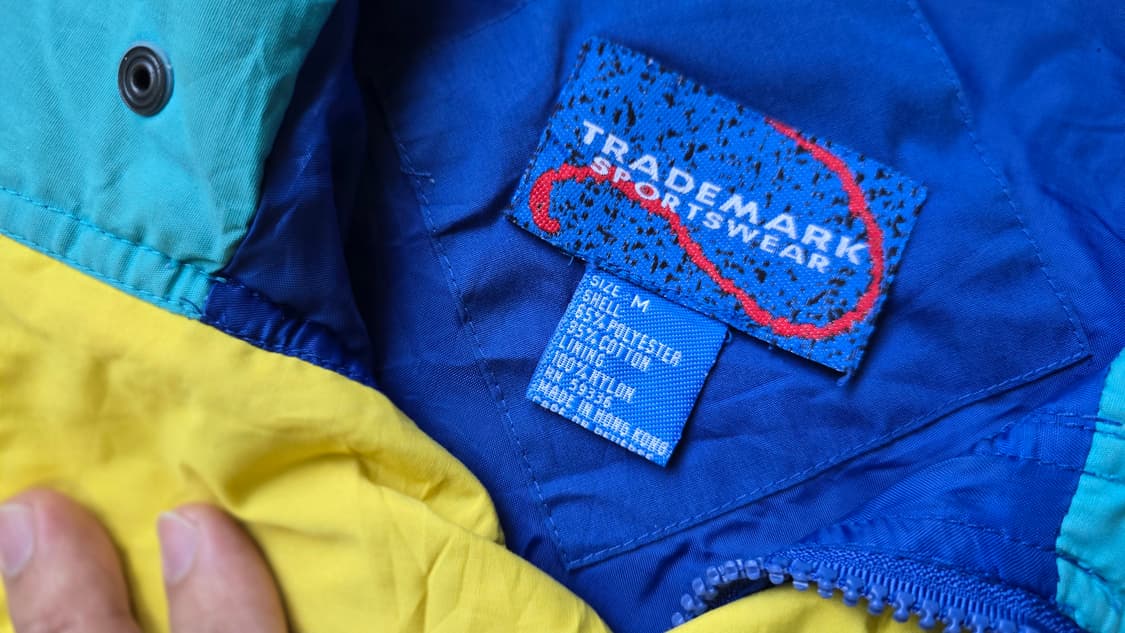 TRADEMARK
SPORTSWEAR
SIZE M
SHELL
65% POLYESTER
35% COTTON
LINING
100% NYLON
RN 59336
MADE IN HONG KONG